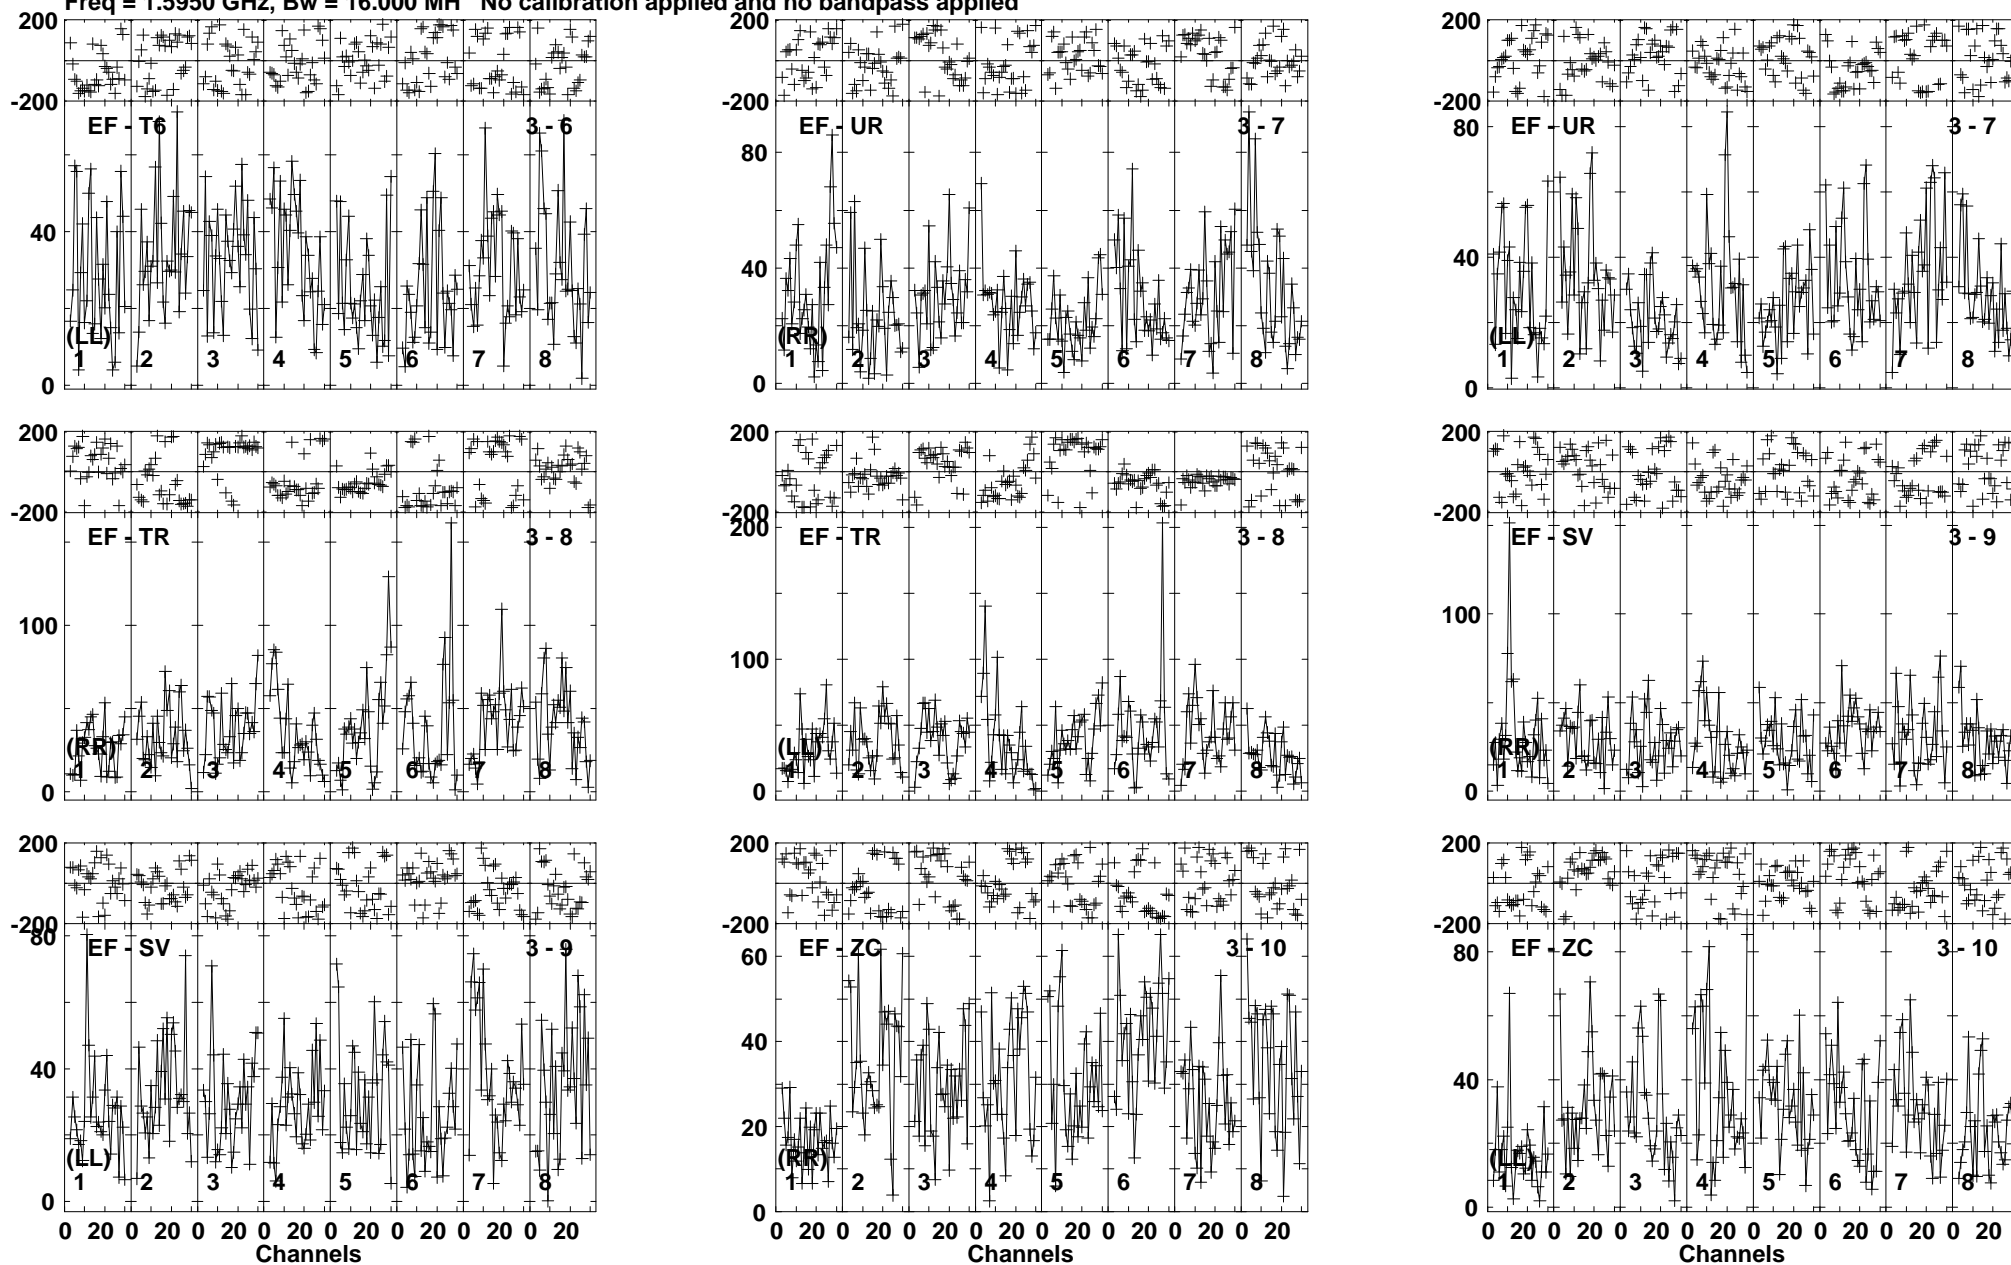 Freq = 1.5950 GHz, Bw = 16.000 MH No calibration applied and no bandpass applied
200 200 200
-200 -200 -200
EF - T6 3 - 6 EF - UR 3 - 7 EF - UR 3 - 7
80 80
40 40 40
(LL) (RR) (LL)
1 2 3 4 5 6 7 8 1 2 3 4 5 6 7 8 1 2 3 4 5 6 7 8
0 0 0
200 200 200
-200 -200 -200
EF - TR 3 - 8 EF - TR 3 - 8 EF - SV 3 - 9
200
100 100 100
(RR) (LL) (RR)
1 2 3 4 5 6 7 8 1 2 3 4 5 6 7 8 1 2 3 4 5 6 7 8
0 0 0
200 200 200
-200 -200 -200
EF - SV 3 - 9 EF - ZC 3 - 10 EF - ZC 3 - 10
80 60 80
40 40 40
20
(LL) (RR) (LL)
1 2 3 4 5 6 7 8 1 2 3 4 5 6 7 8 1 2 3 4 5 6 7 8
0 0 0
0 20 0 20 0 20 0 20 0 20 0 20 0 20 0 20 0 20 0 20 0 20 0 20 0 20 0 20 0 20 0 20 0 20 0 20 0 20 0 20 0 20 0 20 0 20 0 20
Channels Channels Channels